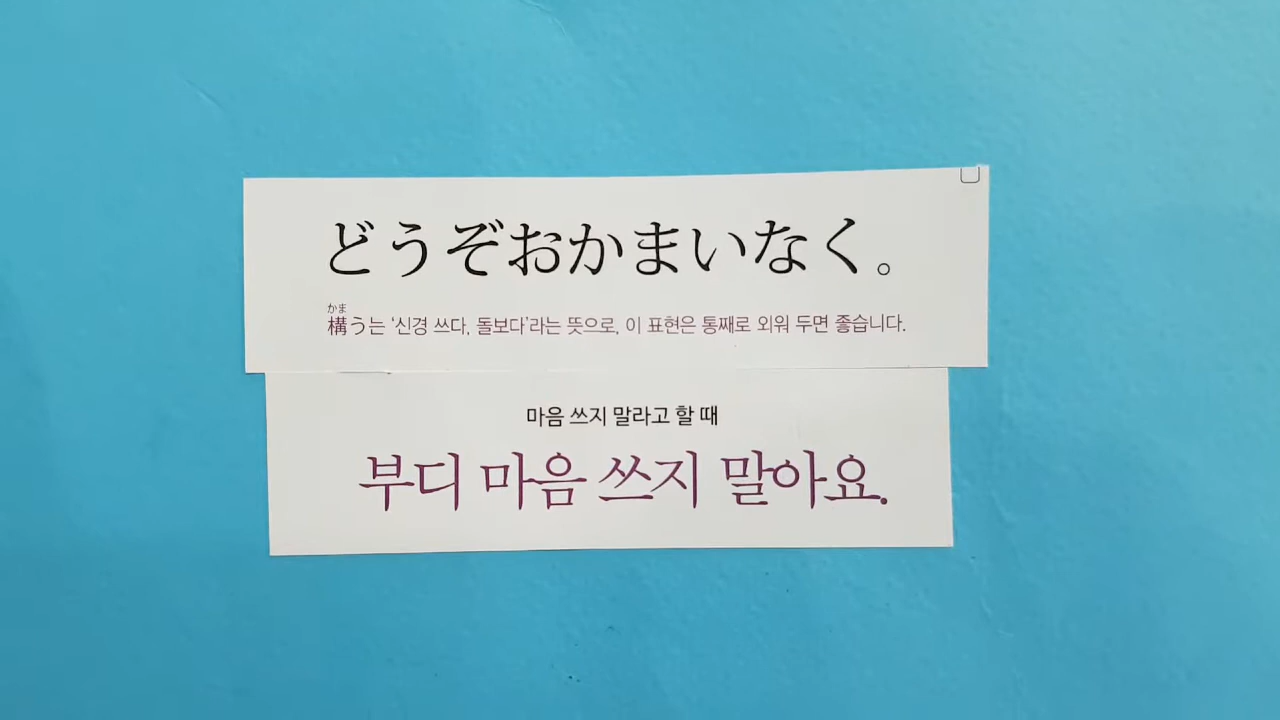 どうぞおかまいなく。
かま
構うは ‘신경 쓰다, 돌보다’라는 뜻으로, 이 표현은 통째로 외워 두면 좋습니다.
마음 쓰지 말라고 할 때
부디 마음 쓰지 말아요.